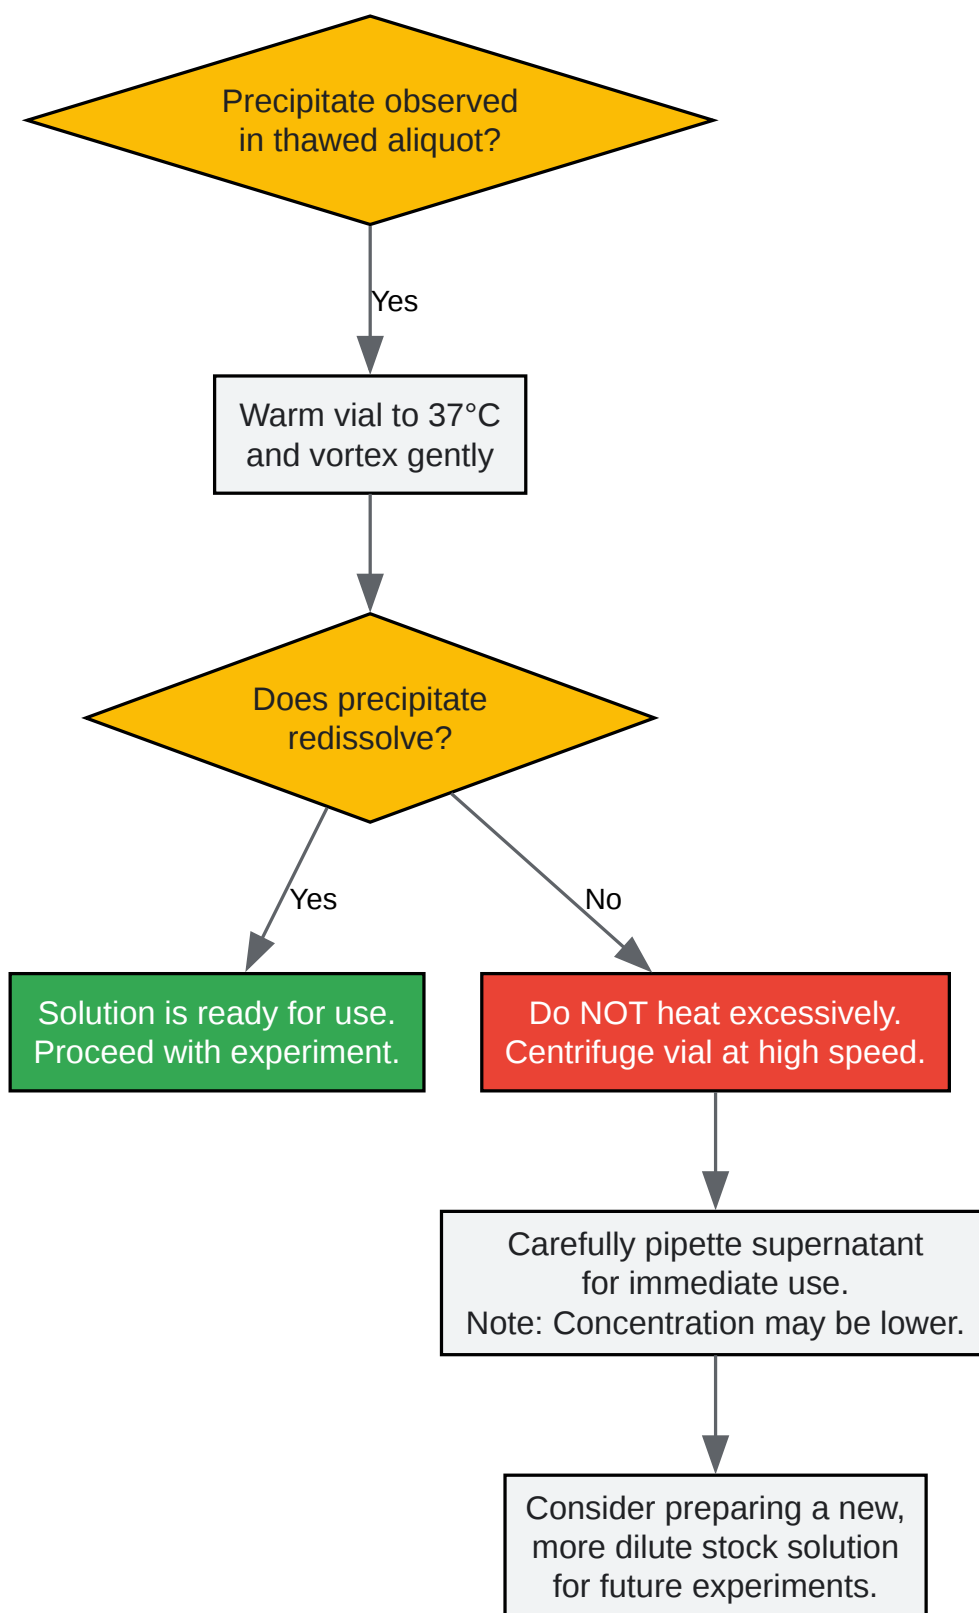 Precipitate observed
in thawed aliquot?
Yes
Warm vial to 37°C
and vortex gently
Does precipitate
redissolve?
Yes
No
Solution is ready for use.
Proceed with experiment.
Do NOT heat excessively.
Centrifuge vial at high speed.
Carefully pipette supernatant
for immediate use.
Note: Concentration may be lower.
Consider preparing a new,
more dilute stock solution
for future experiments.